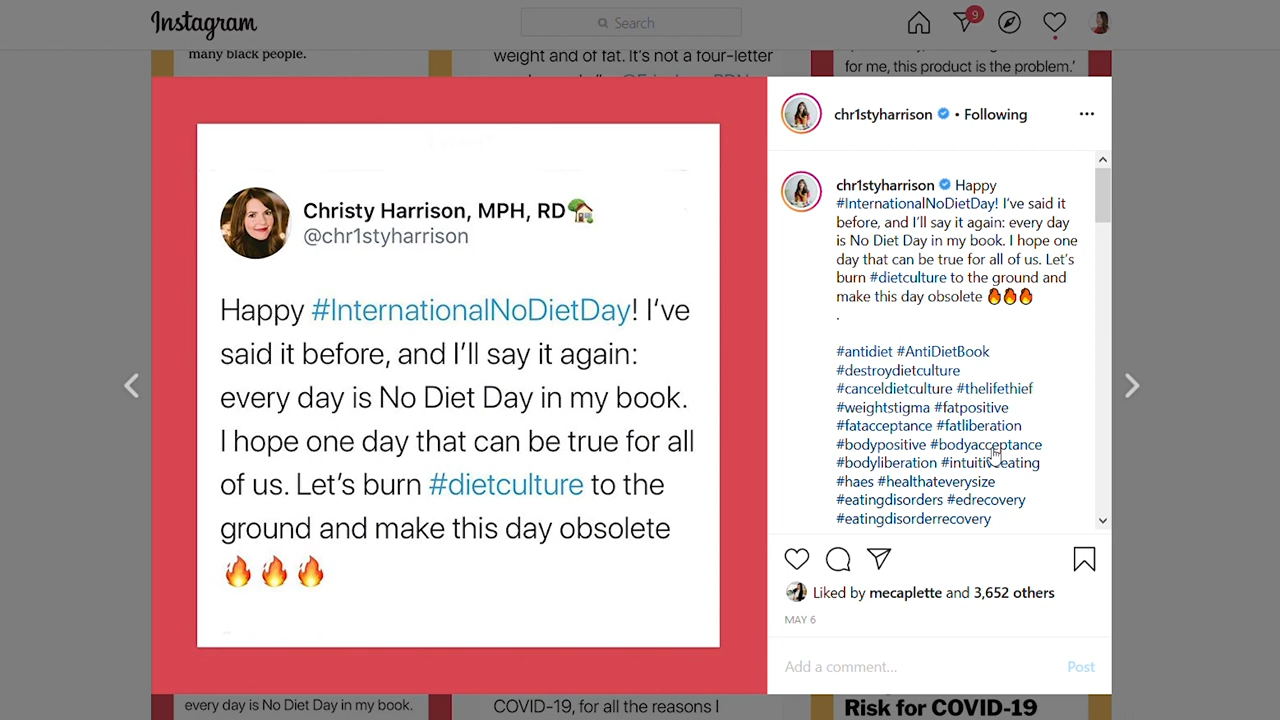 Instagram
Search
9
many black people.
weight and of fat. It's not a four-letter
for me, this product is the problem.'
Christy Harrison, MPH, RD🏡
@chr1styharrison
Happy #InternationalNoDietDay! I've
said it before, and I'll say it again:
every day is No Diet Day in my book.
I hope one day that can be true for all
of us. Let's burn #dietculture to the
ground and make this day obsolete
🔥🔥🔥
chr1styharrison • Following
chr1styharrison Happy
#InternationalNoDietDay! I've said it
before, and I'll say it again: every day
is No Diet Day in my book. I hope one
day that can be true for all of us. Let's
burn #dietculture to the ground and
make this day obsolete 🔥🔥🔥
.
#antidiet #AntiDietBook
#destroydietculture
#canceldietculture #thelifethief
#weightstigma #fatpositive
#fatacceptance #fatliberation
#bodypositive #bodyacceptance
#bodyliberation #intuitiveeating
#haes #healthateverysize
#eatingdisorders #edrecovery
#eatingdisorderrecovery
Liked by mecaplette and 3,652 others
MAY 6
Add a comment...
Post
every day is No Diet Day in my book.
COVID-19, for all the reasons I
Risk for COVID-19